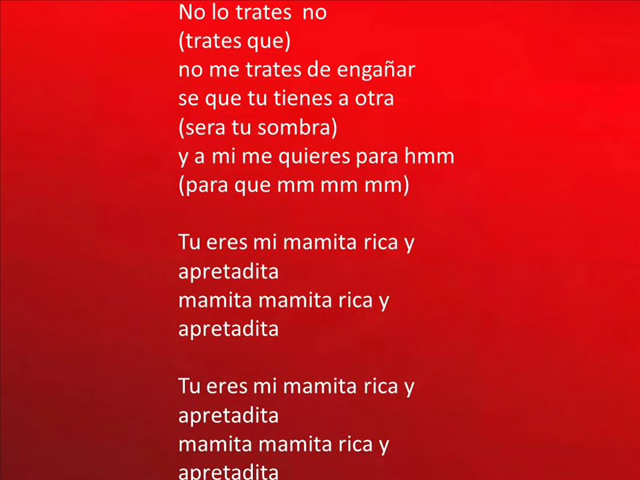 No lo trates  no
(trates que)
no me trates de engañar
se que tu tienes a otra
(sera tu sombra)
y a mi me quieres para hmm
(para que mm mm mm)
Tu eres mi mamita rica y
apretadita
mamita mamita rica y
apretadita
Tu eres mi mamita rica y
apretadita
mamita mamita rica y
apretadita